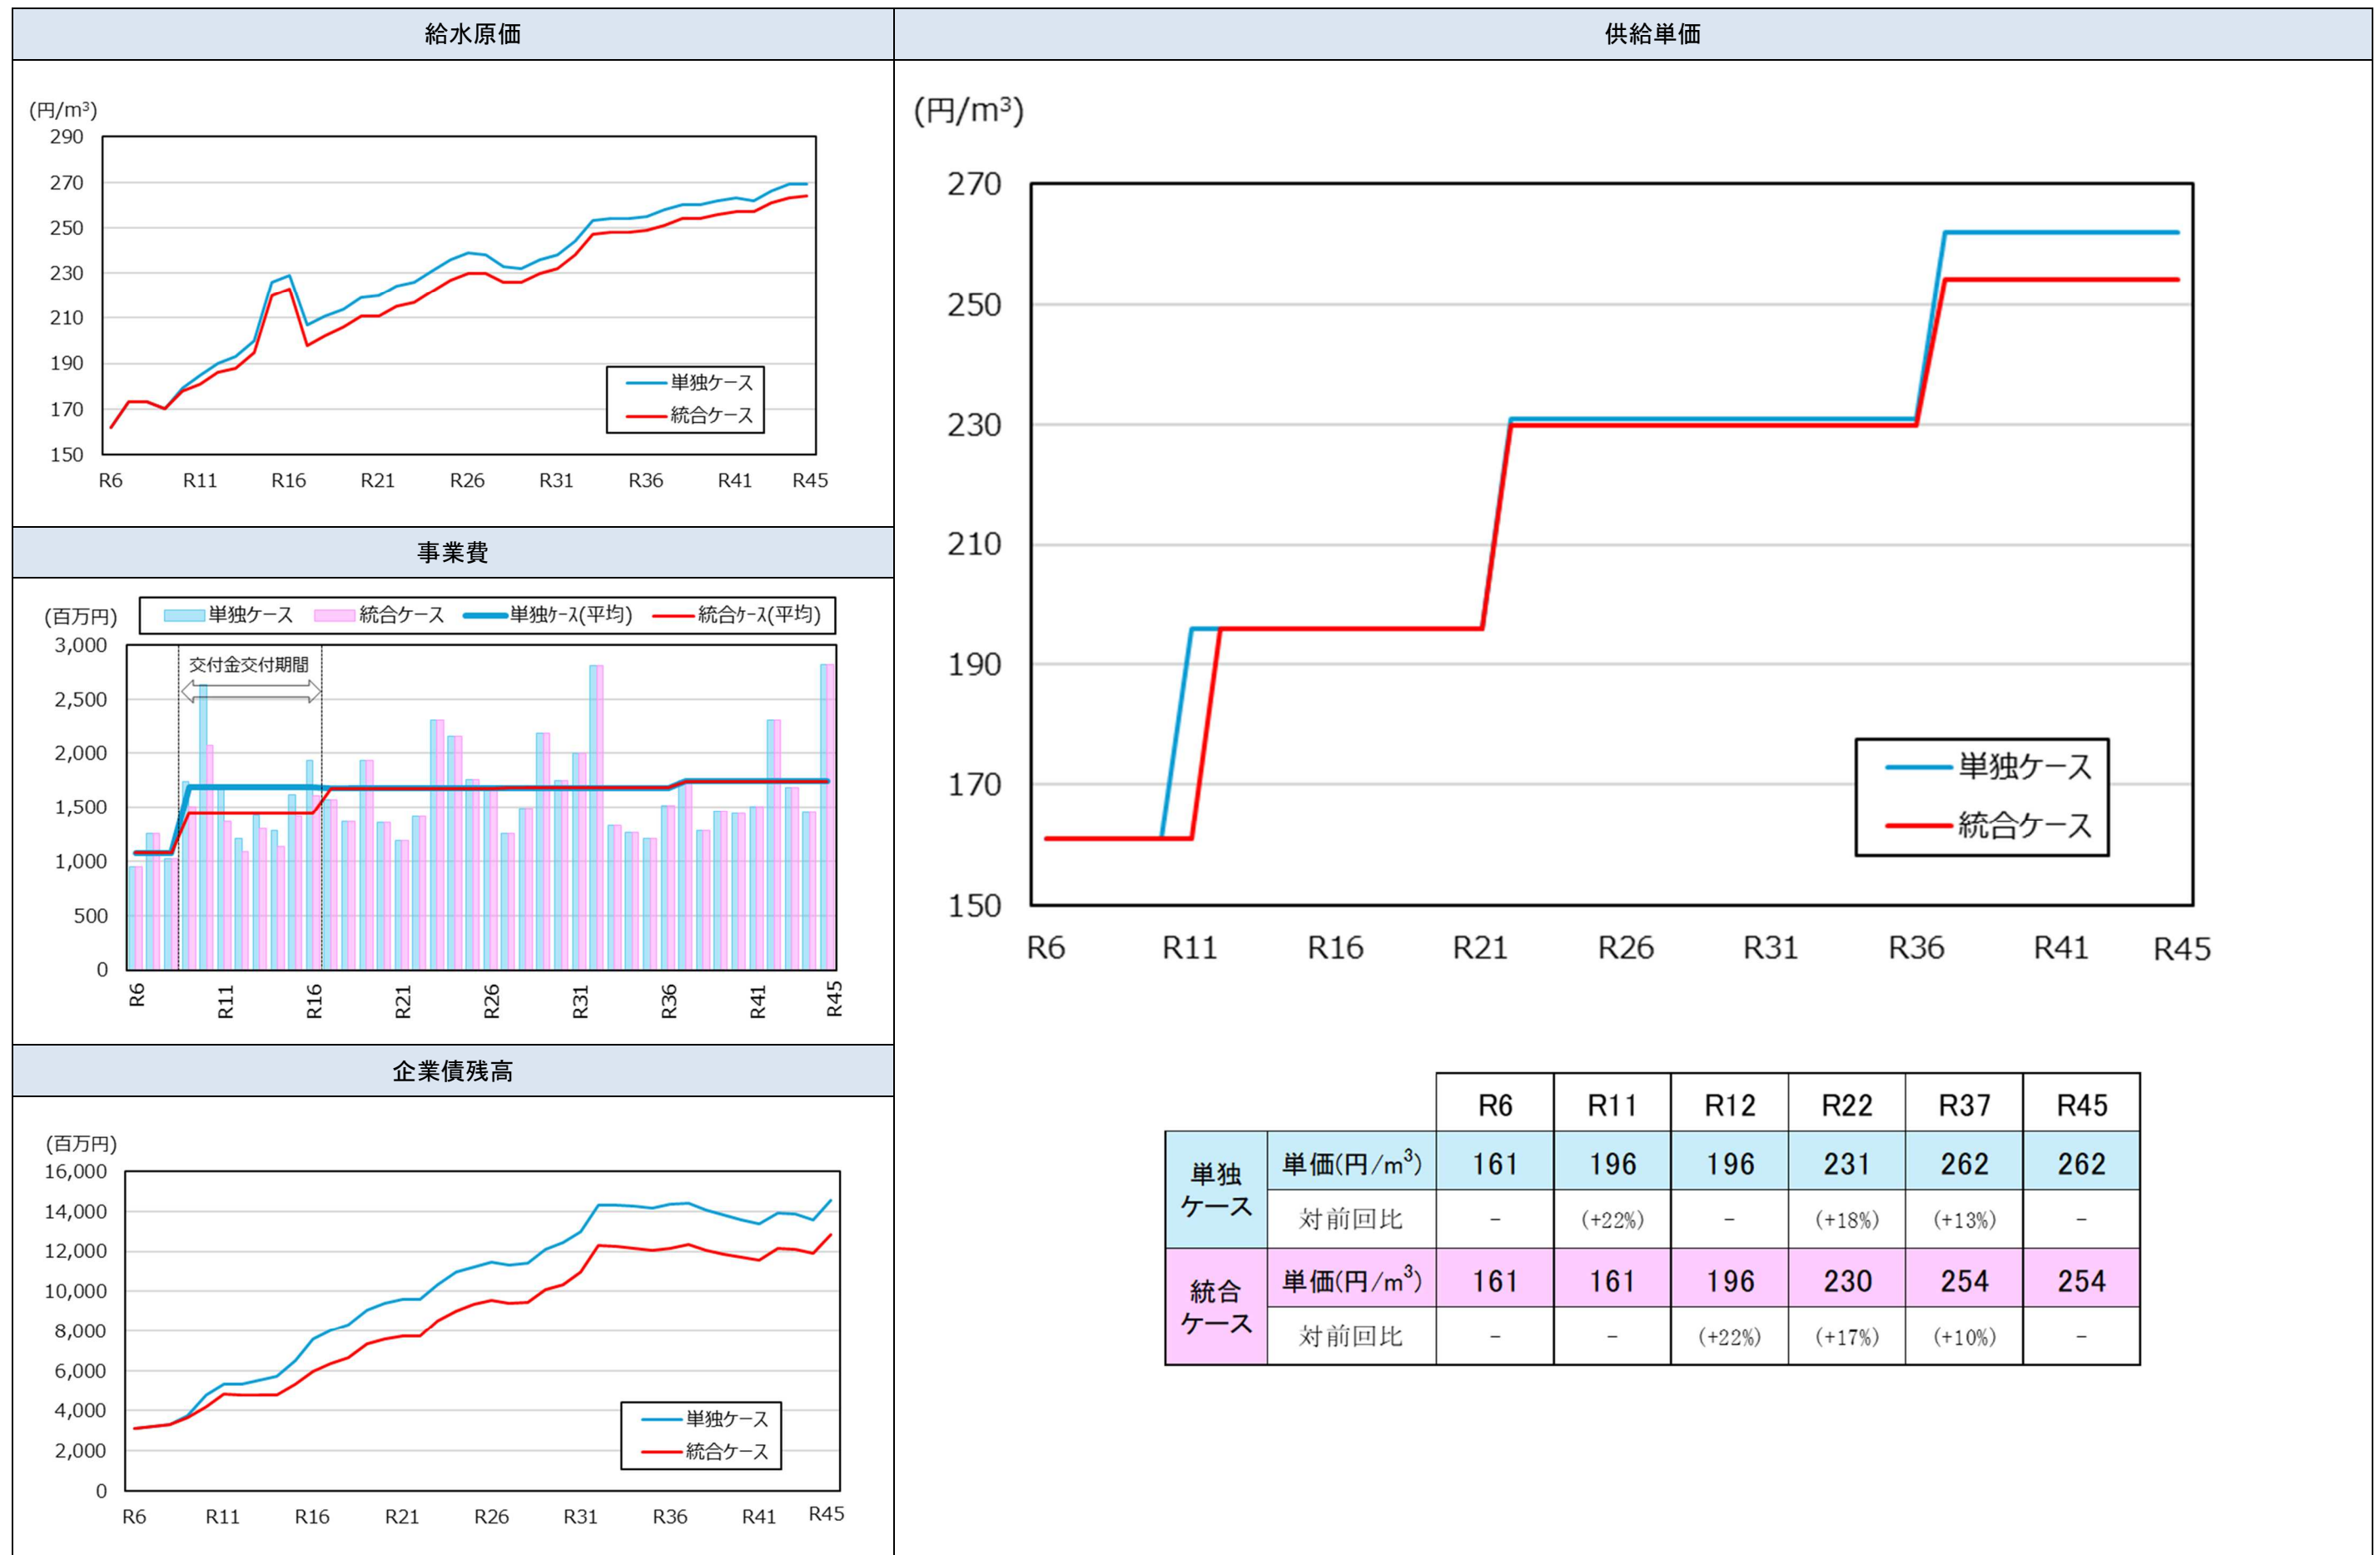 給水原価
(円/m³)
290
270
250
230
210
190
170
150
R6 R11 R16 R21 R26 R31 R36 R41 R45
単独ケース
統合ケース
事業費
(百万円)
単独ケース 統合ケース 単独ｹｰｽ(平均) 統合ｹｰｽ(平均)
交付金交付期間
3,000
2,500
2,000
1,500
1,000
500
0
R6 R11 R16 R21 R26 R31 R36 R41 R45
企業債残高
(百万円)
16,000
14,000
12,000
10,000
8,000
6,000
4,000
2,000
0
R6 R11 R16 R21 R26 R31 R36 R41 R45
単独ケース
統合ケース
供給単価
(円/m³)
270
250
230
210
190
170
150
R6 R11 R16 R21 R26 R31 R36 R41 R45
単独ケース
統合ケース
R6 R11 R12 R22 R37 R45
単独ケース 単価(円/m³) 161 196 196 231 262 262
対前回比 - (+22%) - (+18%) (+13%) -
統合ケース 単価(円/m³) 161 161 196 230 254 254
対前回比 - - (+22%) (+17%) (+10%) -